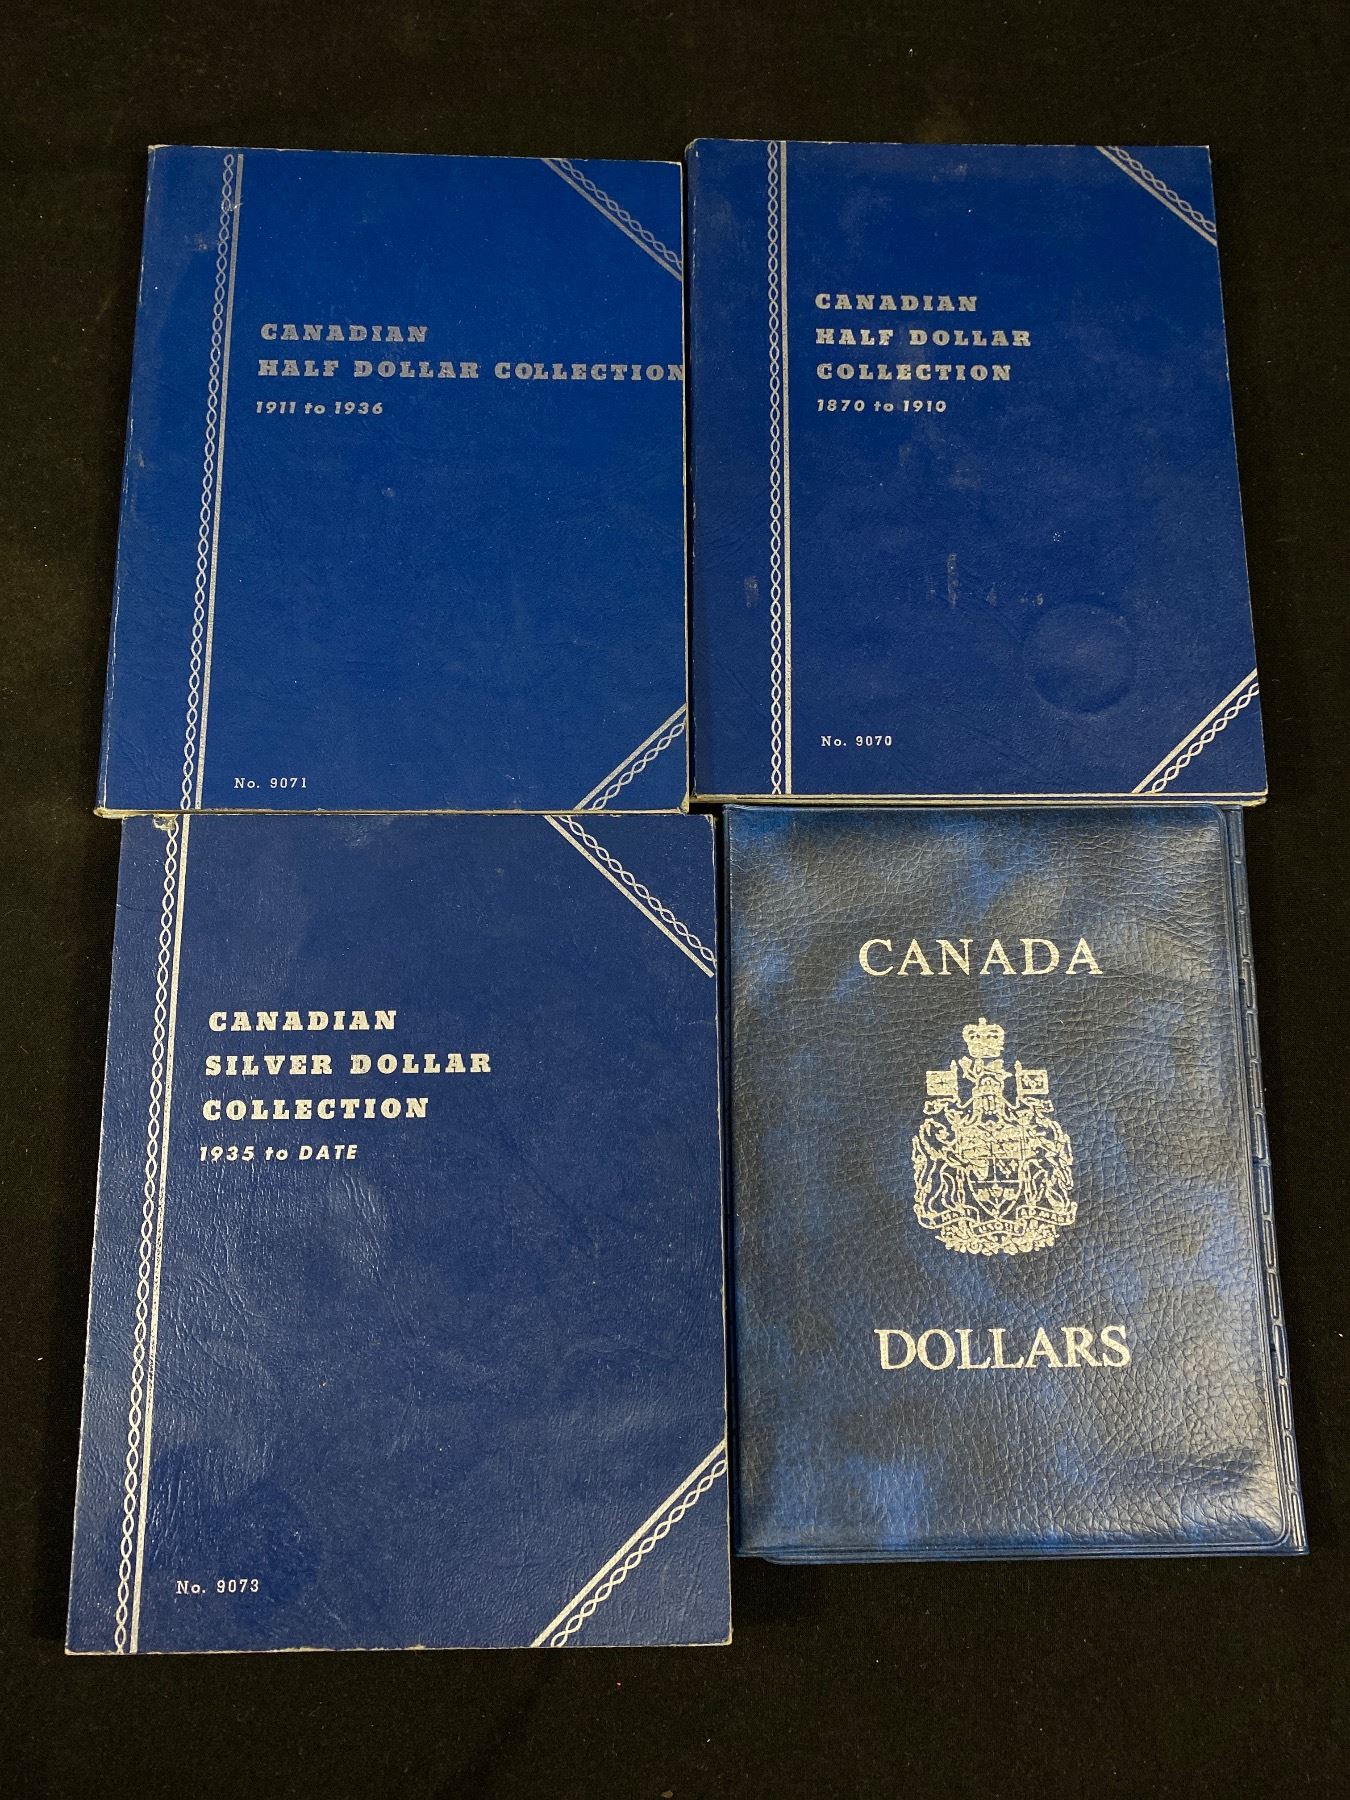 CANADIAN
HALF DOLLAR COLLECTION
1911 to 1936
No. 9071
CANADIAN
HALF DOLLAR
COLLECTION
1870 to 1910
No. 9070
CANADIAN
SILVER DOLLAR
COLLECTION
1935 to DATE
No. 9073
CANADA
DOLLARS